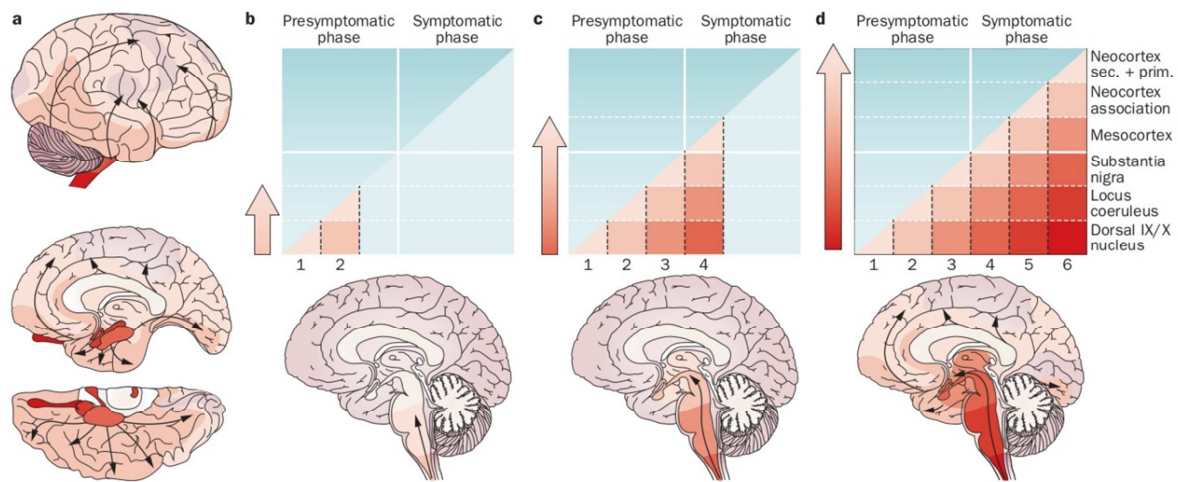 a
b
Presymptomatic
phase
Symptomatic
phase
1 2
c
Presymptomatic
phase
Symptomatic
phase
1 2 3 4
d
Presymptomatic
phase
Symptomatic
phase
Neocortex
sec. + prim.
Neocortex
association
Mesocortex
Substantia
nigra
Locus
coeruleus
Dorsal IX/X
nucleus
1 2 3 4 5 6